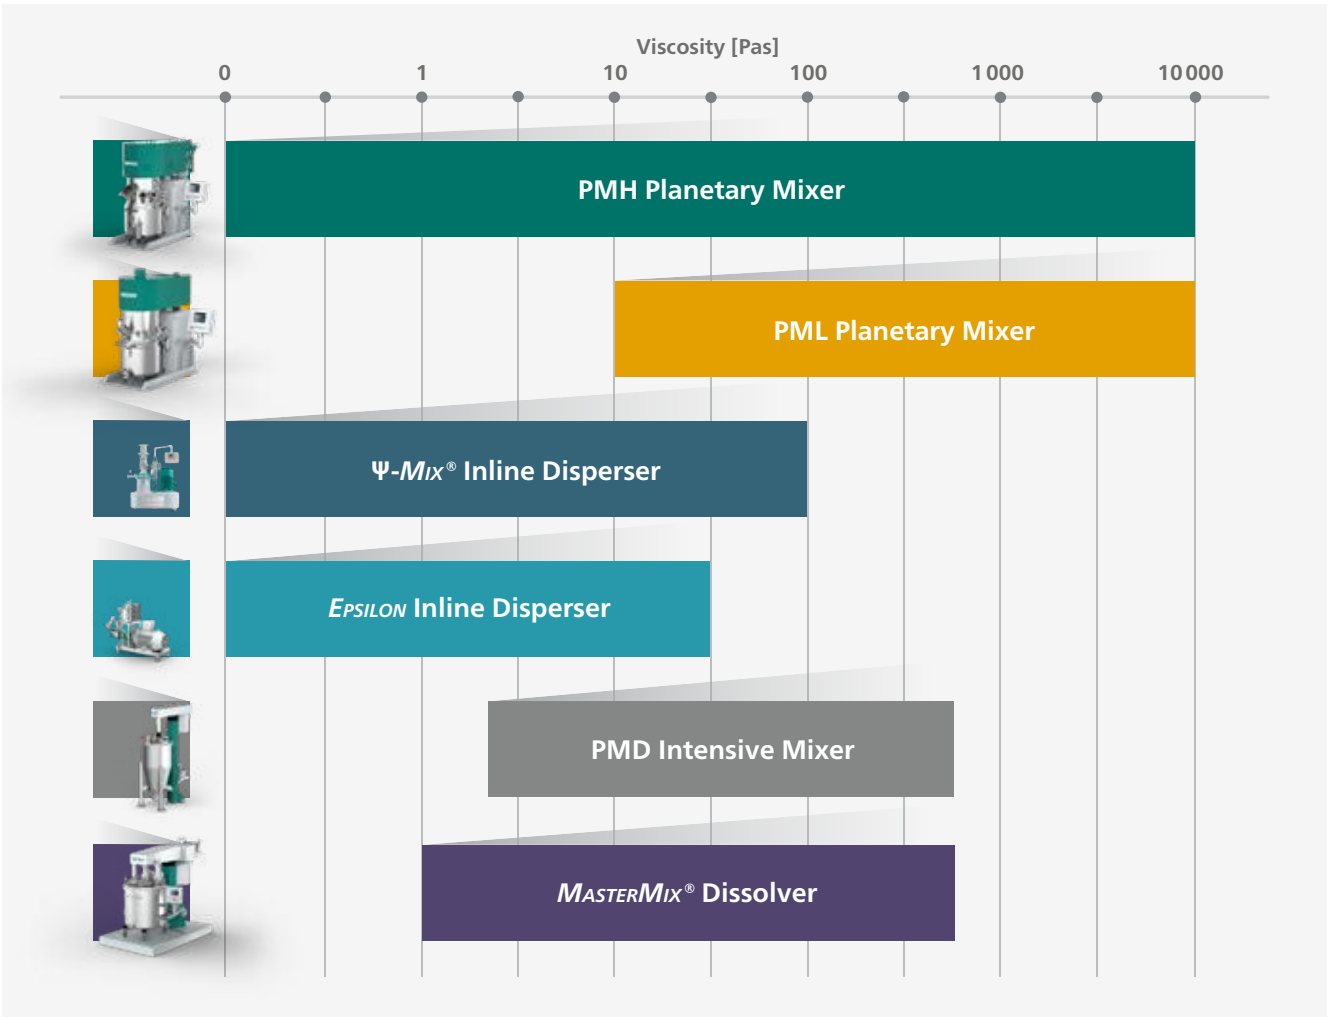 Viscosity [Pas]
0 1 10 100 1 000 10 000
PMH Planetary Mixer
PML Planetary Mixer
Ψ-MIX® Inline Disperser
EPSILON Inline Disperser
PMD Intensive Mixer
MASTERMIX® Dissolver